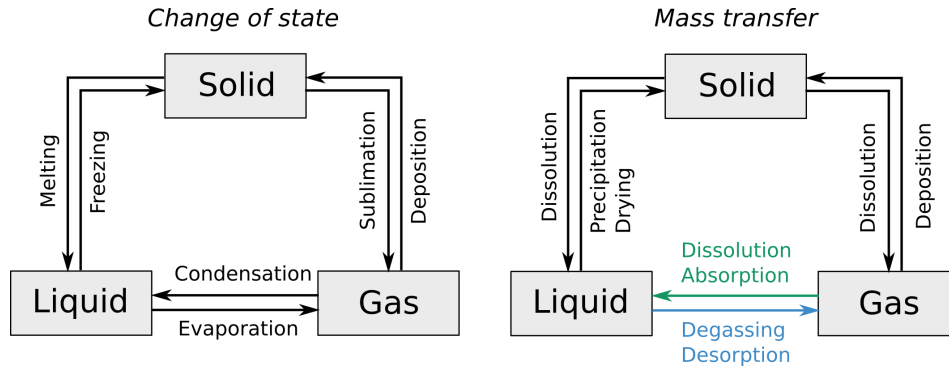 Change of state
Solid
Melting
Freezing
Sublimation
Deposition
Liquid
Condensation
Evaporation
Gas
Mass transfer
Solid
Dissolution
Precipitation
Drying
Dissolution
Deposition
Liquid
Dissolution
Absorption
Degassing
Desorption
Gas